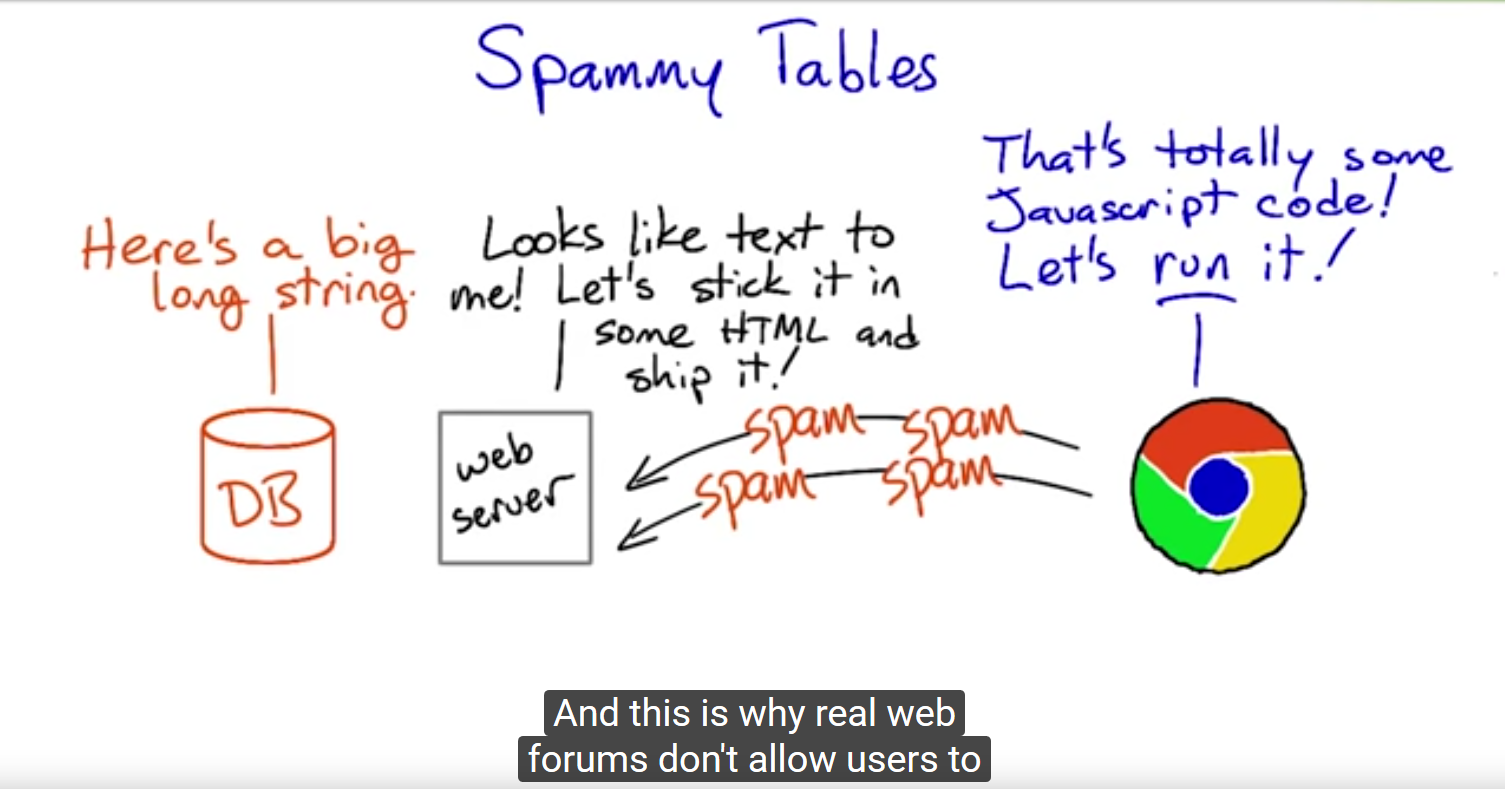 Spammy Tables
Here's a big
long string.
Looks like text to
me! Let's stick it in
some HTML and
ship it!
That's totally some
Javascript code!
Let's run it!
DB
web
server
spam spam
spam spam
And this is why real web
forums don't allow users to